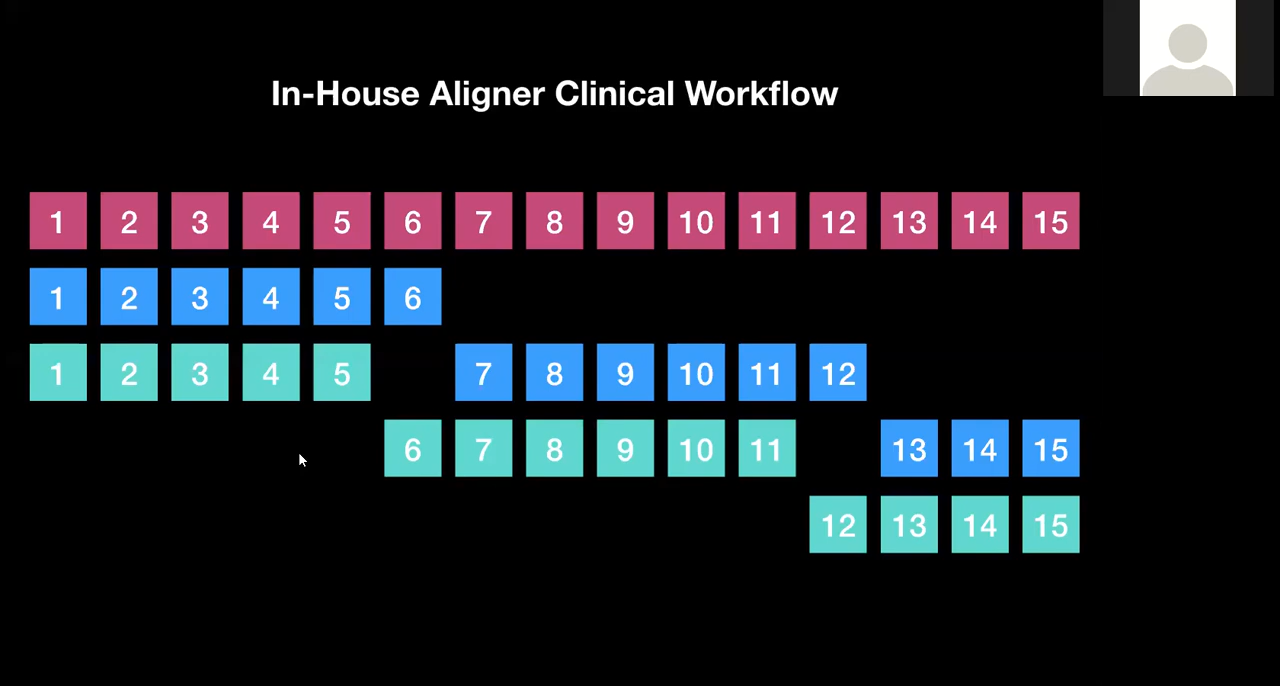 In-House Aligner Clinical Workflow
1 2 3 4 5 6 7 8 9 10 11 12 13 14 15
1 2 3 4 5 6
1 2 3 4 5 7 8 9 10 11 12
6 7 8 9 10 11 13 14 15
12 13 14 15